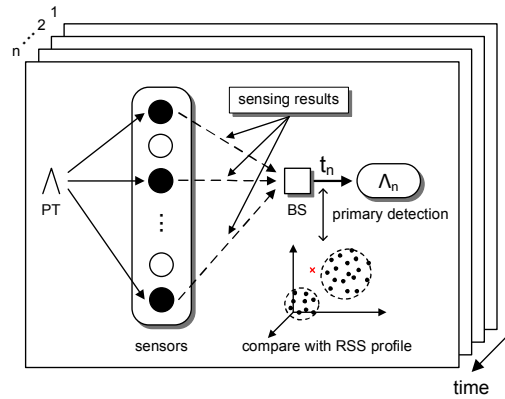 1
2
n
sensing results
t_n
Λ_n
PT
BS
primary detection
sensors
compare with RSS profile
time